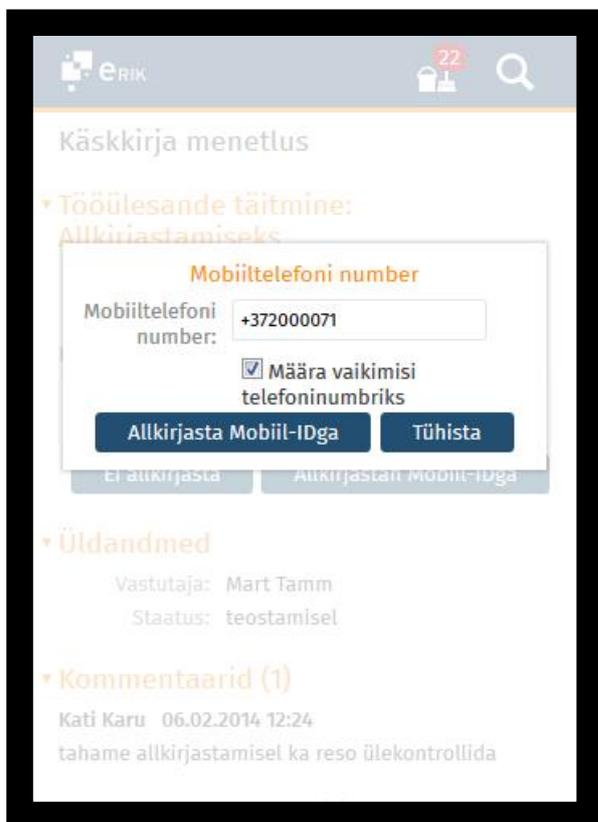 eRIK
22
Käskkirja menetlus
Tööülesande täitmine:
Allkirjastamiseks
Mobiiltelefoni number
Mobiiltelefoni
number:
+372000071
Määra vaikimisi
telefoninumbriks
Allkirjasta Mobiil-IDga
Tühista
Ei allkirjasta
Allkirjastan Mobiil-IDga
Üldandmed
Vastutaja: Mart Tamm
Staatus: teostamisel
Kommentaarid (1)
Kati Karu 06.02.2014 12:24
tahame allkirjastamisel ka reso ülekontrollida